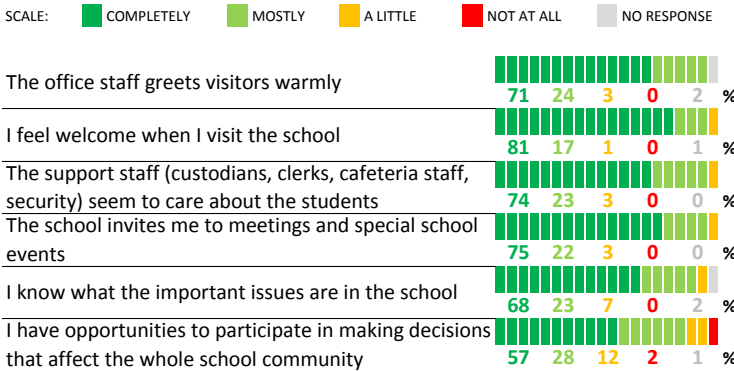 SCALE: COMPLETELY MOSTLY A LITTLE NOT AT ALL NO RESPONSE
The office staff greets visitors warmly
71 24 3 0 2 %
I feel welcome when I visit the school
81 17 1 0 1 %
The support staff (custodians, clerks, cafeteria staff,
security) seem to care about the students
74 23 3 0 0 %
The school invites me to meetings and special school
events
75 22 3 0 0 %
I know what the important issues are in the school
68 23 7 0 2 %
I have opportunities to participate in making decisions
that affect the whole school community
57 28 12 2 1 %